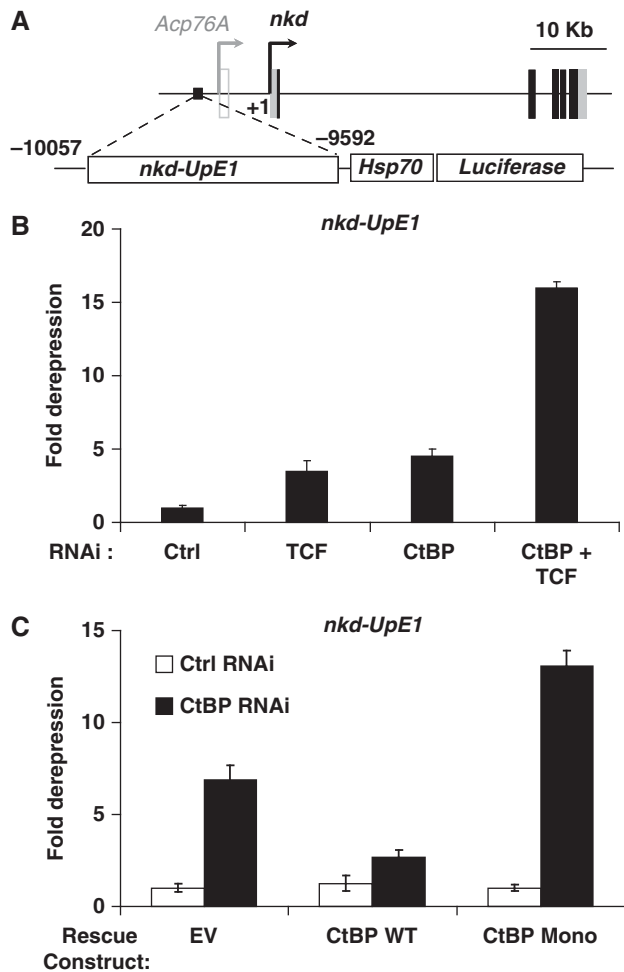 A
Acp76A
nkd
10 Kb
+1
–10057
–9592
nkd-UpE1
Hsp70
Luciferase
B
nkd-UpE1
Fold derepression
20
15
10
5
0
RNAi :
Ctrl
TCF
CtBP
CtBP +
TCF
C
nkd-UpE1
Fold derepression
15
10
5
0
Ctrl RNAi
CtBP RNAi
Rescue
Construct:
EV
CtBP WT
CtBP Mono